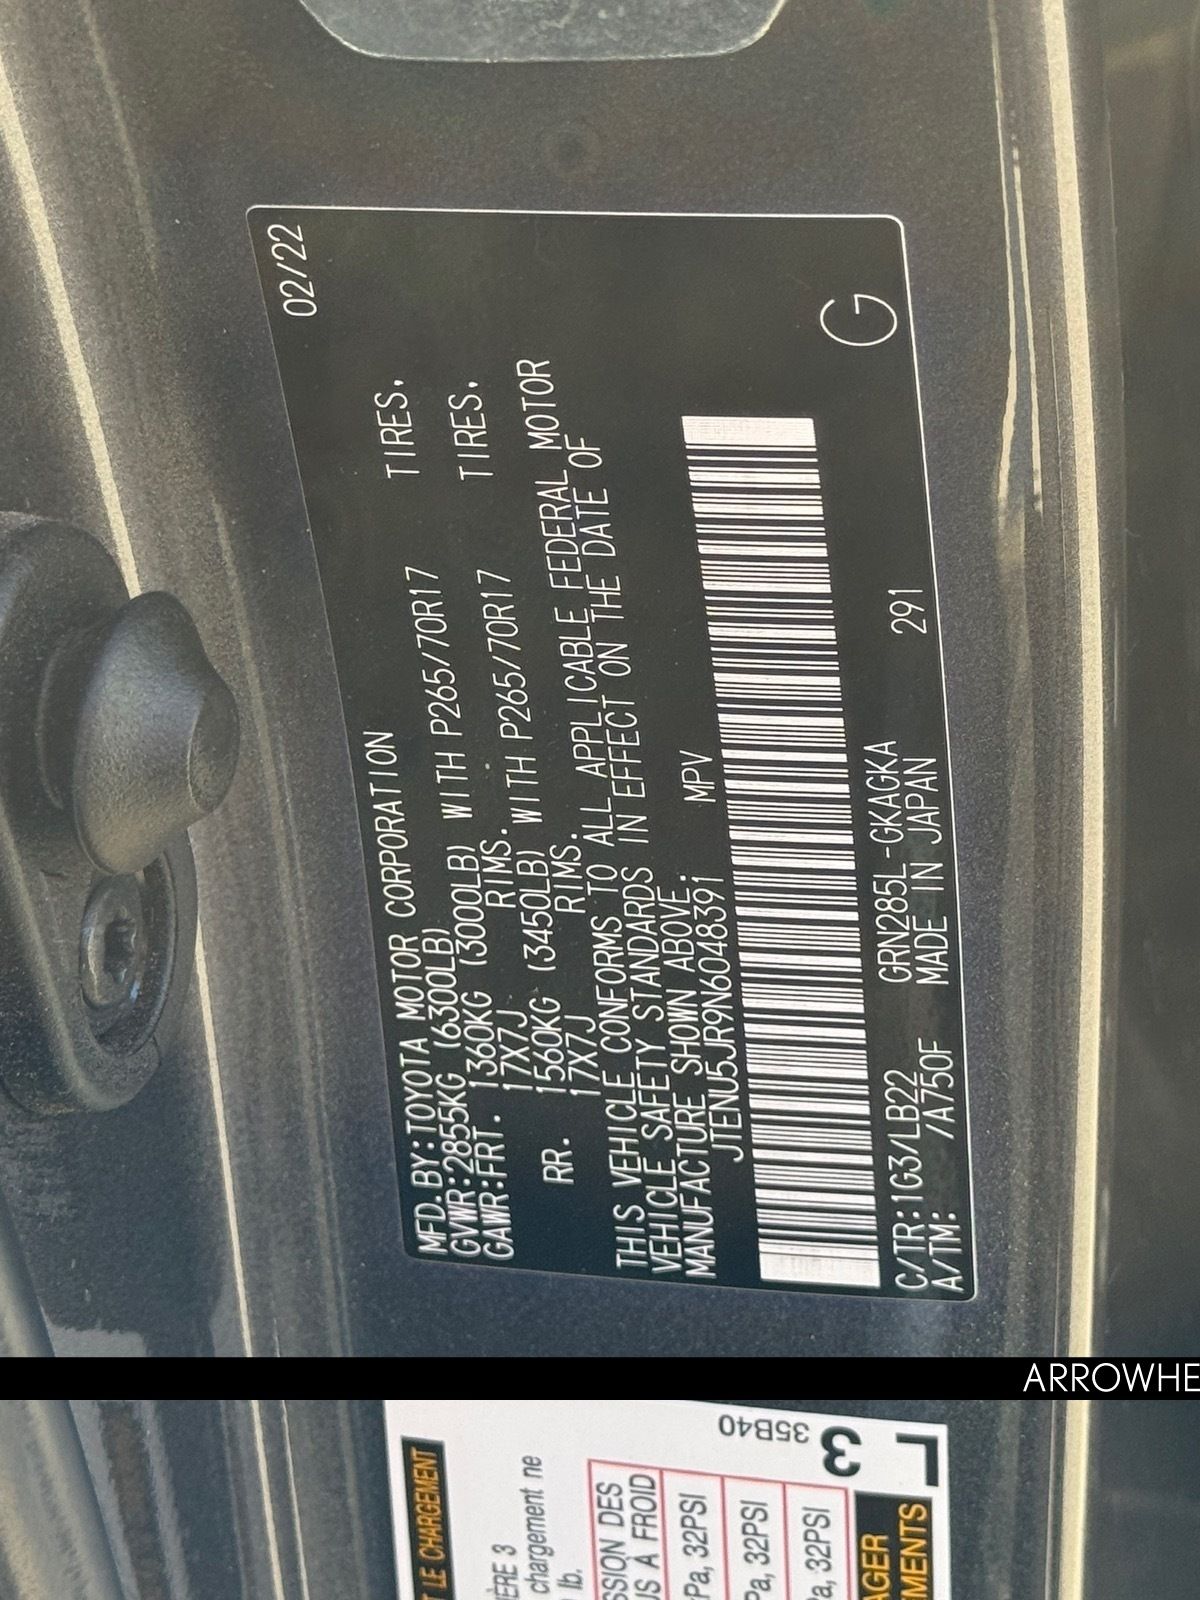 02/22
MFD.BY:TOYOTA MOTOR CORPORATION
GVWR:2855KG (6300LB)
GAWR:FRT. 1360KG (3000LB) WITH P265/70R17 TIRES.
17X7J RIMS.
RR. 1560KG (3450LB) WITH P265/70R17 TIRES.
17X7J RIMS.
THIS VEHICLE CONFORMS TO ALL APPLICABLE FEDERAL MOTOR
VEHICLE SAFETY STANDARDS IN EFFECT ON THE DATE OF
MANUFACTURE SHOWN ABOVE.
JTENU5JR9N6048391 MPV
C/TR:1G3/LB22 GRN285L-GKAGKA 291
A/TM: /A750F MADE IN JAPAN
G
ARROWHE
LE CHARGEMENT
IÈRE 3
chargement ne
lb.
SSION DES
US A FROID
Pa, 32PSI
Pa, 32PSI
a, 32PSI
AGER
MENTS
35B40
3
L